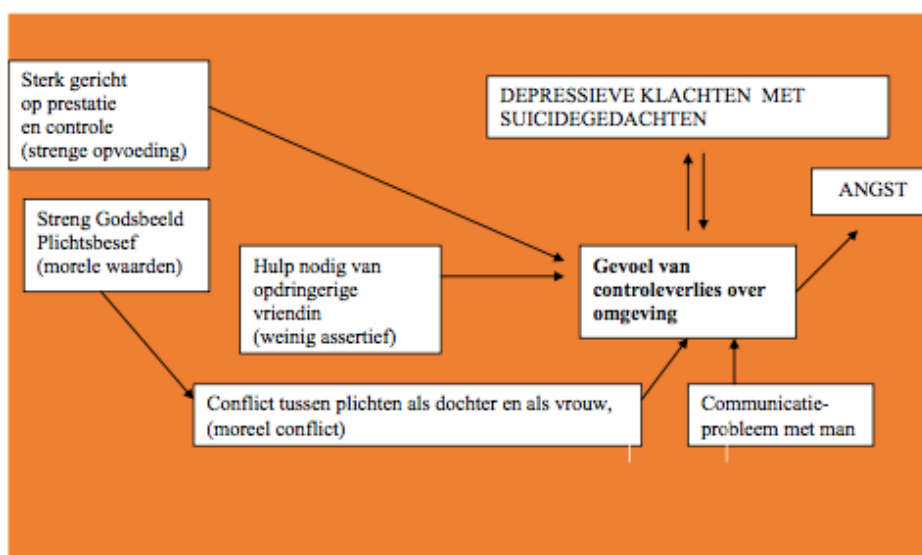 Sterk gericht
op prestatie
en controle
(strenge opvoeding)
DEPRESSIEVE KLACHTEN MET
SUICIDEGEDACHTEN
ANGST
Streng Godsbeeld
Plichtsbesef
(morele waarden)
Hulp nodig van
opdringerige
vriendin
(weinig assertief)
Gevoel van
controleverlies over
omgeving
Conflict tussen plichten als dochter en als vrouw,
(moreel conflict)
Communicatie-
probleem met man